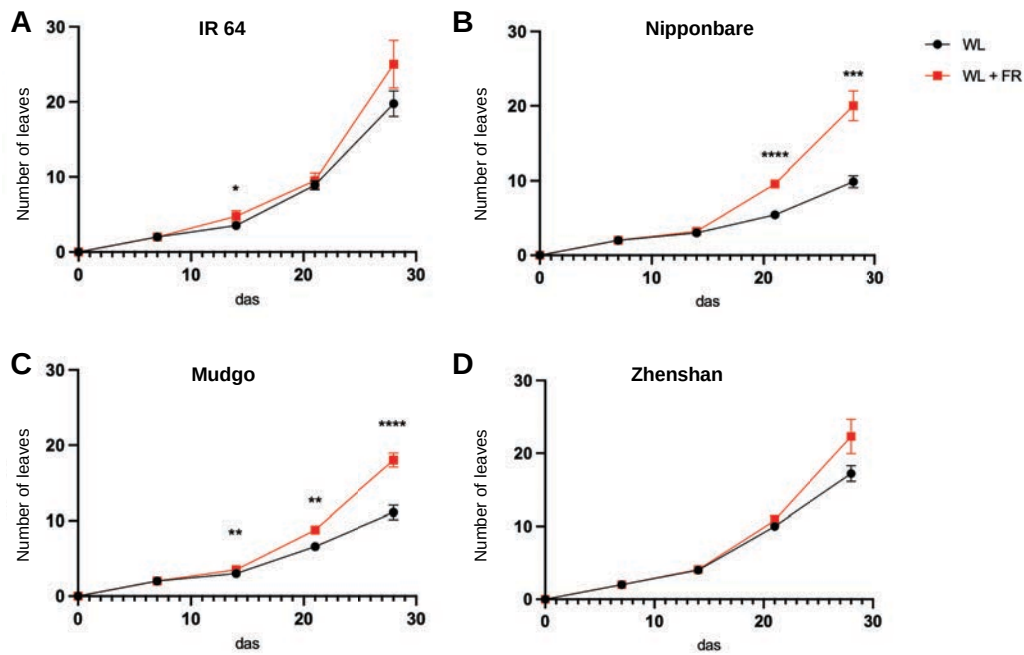 A
IR 64
Number of leaves
30
20
10
0
*
0 10 20 30
das
B
Nipponbare
Number of leaves
30
20
10
0
****
***
0 10 20 30
das
WL
WL + FR
C
Mudgo
Number of leaves
30
20
10
0
**
**
****
0 10 20 30
das
D
Zhenshan
Number of leaves
30
20
10
0
0 10 20 30
das